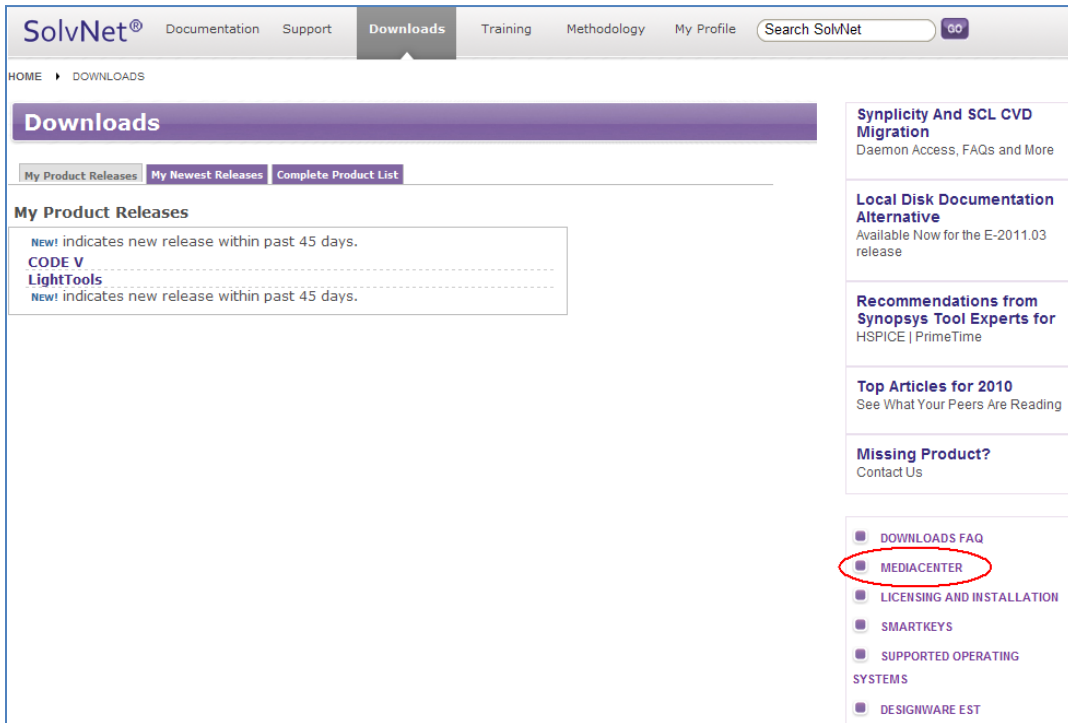 SolvNet® Documentation Support Downloads Training Methodology My Profile Search SolvNet GO
HOME DOWNLOADS
Downloads
My Product Releases My Newest Releases Complete Product List
My Product Releases
New! indicates new release within past 45 days.
CODE V
LightTools
New! indicates new release within past 45 days.
Synplicity And SCL CVD
Migration
Daemon Access, FAQs and More
Local Disk Documentation
Alternative
Available Now for the E-2011.03
release
Recommendations from
Synopsys Tool Experts for
HSPICE | PrimeTime
Top Articles for 2010
See What Your Peers Are Reading
Missing Product?
Contact Us
DOWNLOADS FAQ
MEDIACENTER
LICENSING AND INSTALLATION
SMARTKEYS
SUPPORTED OPERATING
SYSTEMS
DESIGNWARE EST